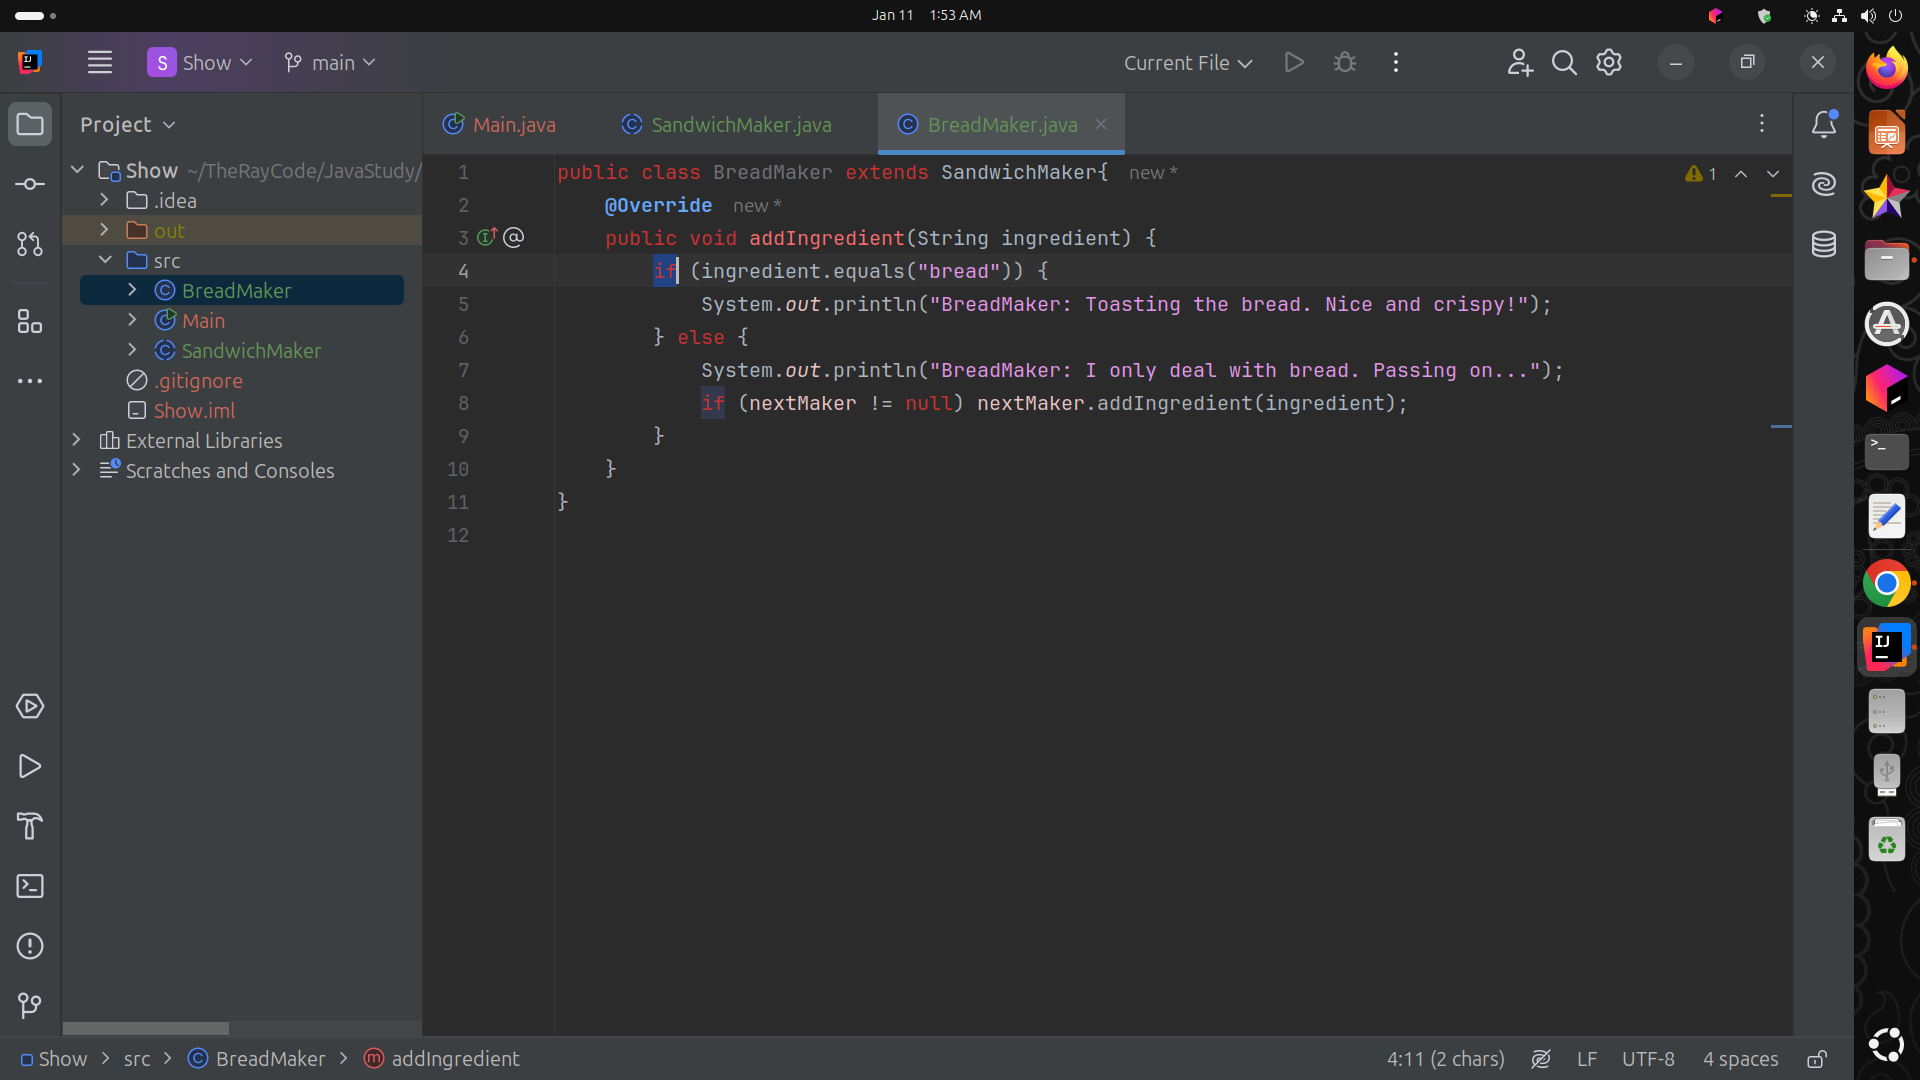 Jan 11 1:53 AM
S Show main Current File
Project
Main.java SandwichMaker.java BreadMaker.java
Show ~/TheRayCode/JavaStudy/
.idea
out
src
BreadMaker
Main
SandwichMaker
.gitignore
Show.iml
External Libraries
Scratches and Consoles
1 public class BreadMaker extends SandwichMaker{ new *
1
2 @Override new *
3 public void addIngredient(String ingredient) {
4 if (ingredient.equals("bread")) {
5 System.out.println("BreadMaker: Toasting the bread. Nice and crispy!");
6 } else {
7 System.out.println("BreadMaker: I only deal with bread. Passing on...");
8 if (nextMaker != null) nextMaker.addIngredient(ingredient);
9 }
10 }
11 }
12
Show > src > BreadMaker > addIngredient
4:11 (2 chars) LF UTF-8 4 spaces